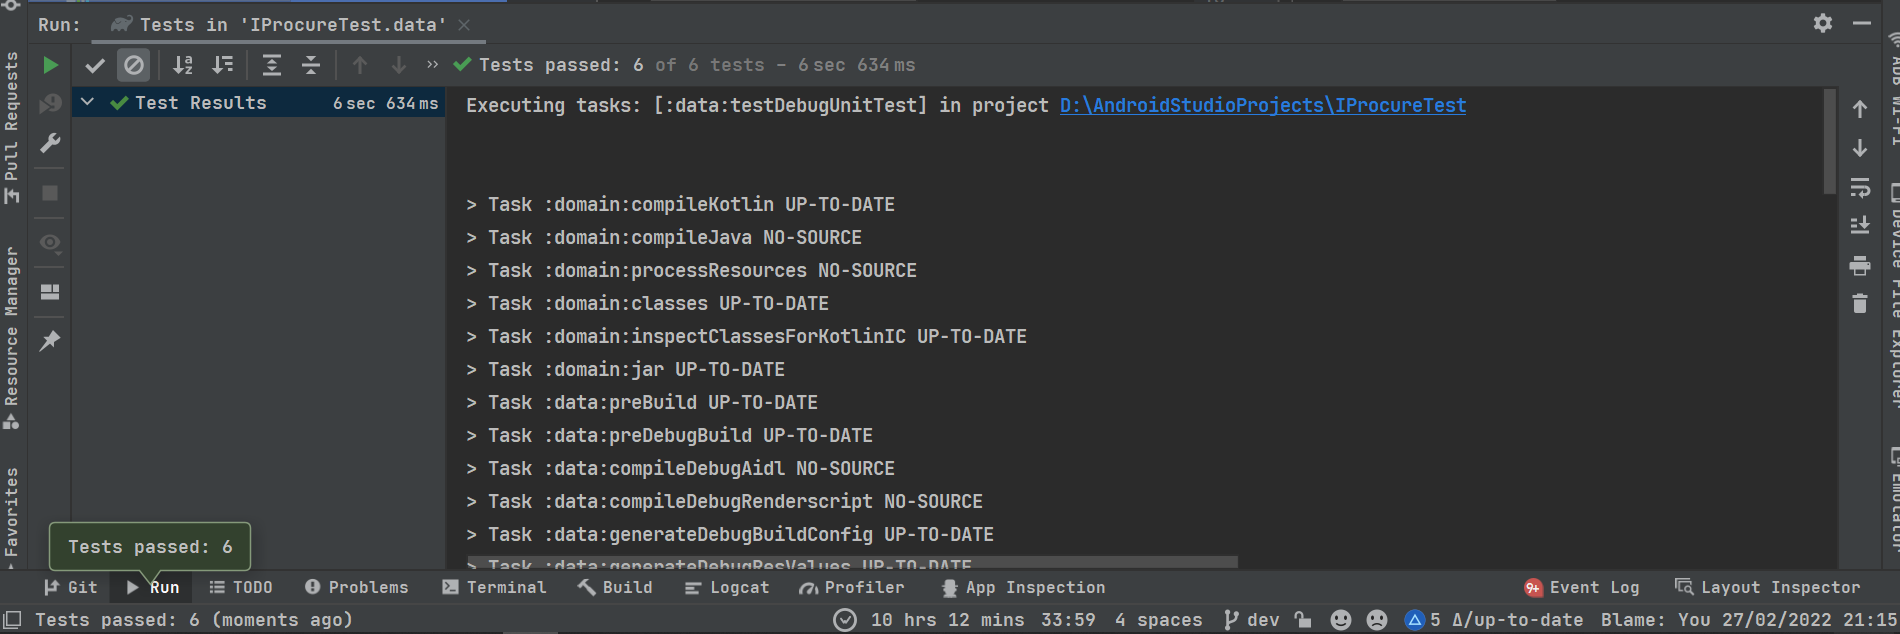 Run: Tests in 'IProcureTest.data'
Tests passed: 6 of 6 tests – 6 sec 634 ms
Test Results 6 sec 634 ms
Executing tasks: [:data:testDebugUnitTest] in project D:\AndroidStudioProjects\IProcureTest
> Task :domain:compileKotlin UP-TO-DATE
> Task :domain:compileJava NO-SOURCE
> Task :domain:processResources NO-SOURCE
> Task :domain:classes UP-TO-DATE
> Task :domain:inspectClassesForKotlinIC UP-TO-DATE
> Task :domain:jar UP-TO-DATE
> Task :data:preBuild UP-TO-DATE
> Task :data:preDebugBuild UP-TO-DATE
> Task :data:compileDebugAidl NO-SOURCE
> Task :data:compileDebugRenderscript NO-SOURCE
> Task :data:generateDebugBuildConfig UP-TO-DATE
> Task :data:generateDebugResValues UP-TO-DATE
Pull Requests
Resource Manager
Favorites
ADB Wi-Fi
Device File Explorer
Emulator
Tests passed: 6
Git Run TODO Problems Terminal Build Logcat Profiler App Inspection 9+ Event Log Layout Inspector
Tests passed: 6 (moments ago) 10 hrs 12 mins 33:59 4 spaces dev 5 Δ/up-to-date Blame: You 27/02/2022 21:15